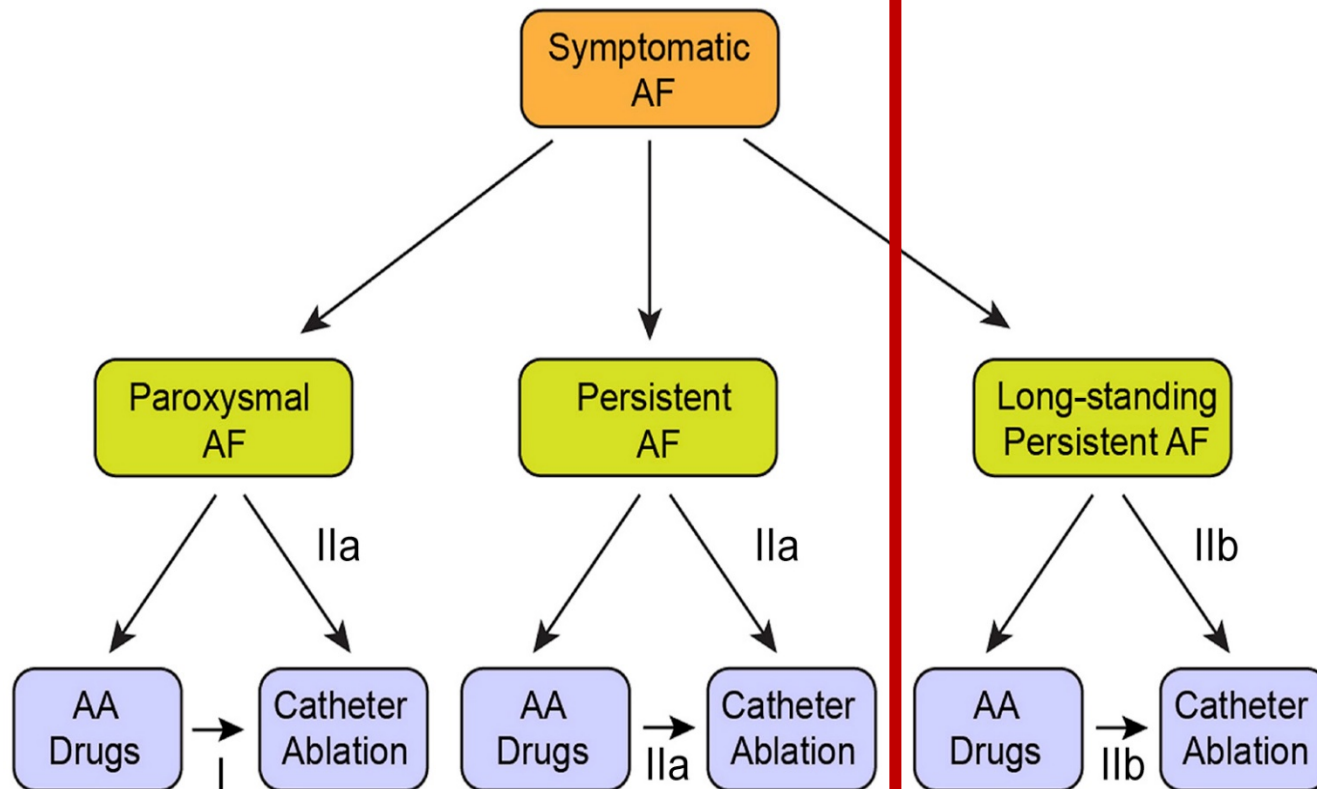 Symptomatic
AF
Paroxysmal
AF
Persistent
AF
Long-standing
Persistent AF
IIa
IIa
IIb
AA
Drugs
I
Catheter
Ablation
AA
Drugs
IIa
Catheter
Ablation
AA
Drugs
IIb
Catheter
Ablation